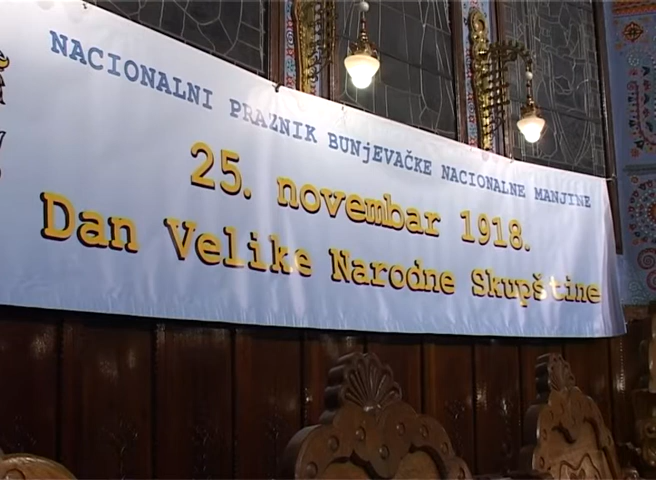 NACIONALNI PRAZNIK BUNjEVAČKE NACIONALNE MANJINE
25. novembar 1918.
Dan Velike Narodne Skupštine